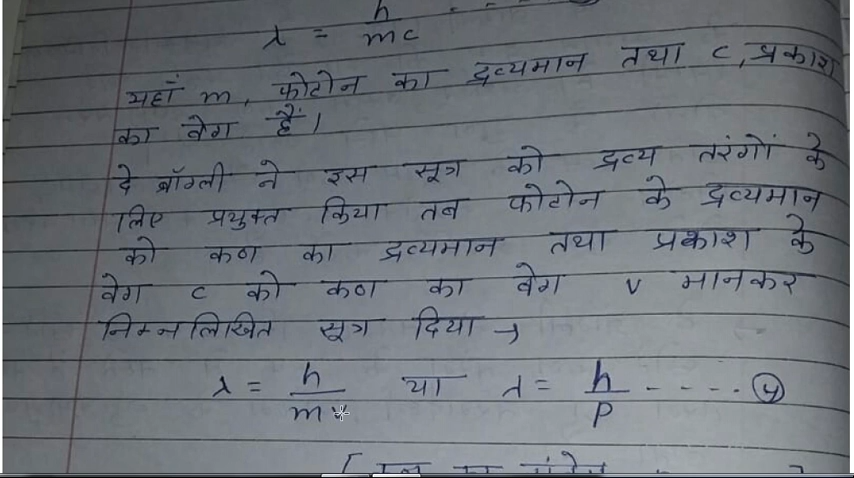 λ = h/mc
यहाँ m, फोटोन का द्रव्यमान तथा c, प्रकाश
का वेग है।
दे ब्रॉग्ली ने इस सूत्र को द्रव्य तरंगों के
लिए प्रयुक्त किया तब फोटोन के द्रव्यमान
को कण का द्रव्यमान तथा प्रकाश के
वेग c को कण का वेग v मानकर
निम्नलिखित सूत्र दिया →
λ = h/mv या λ = h/p ----- (4)